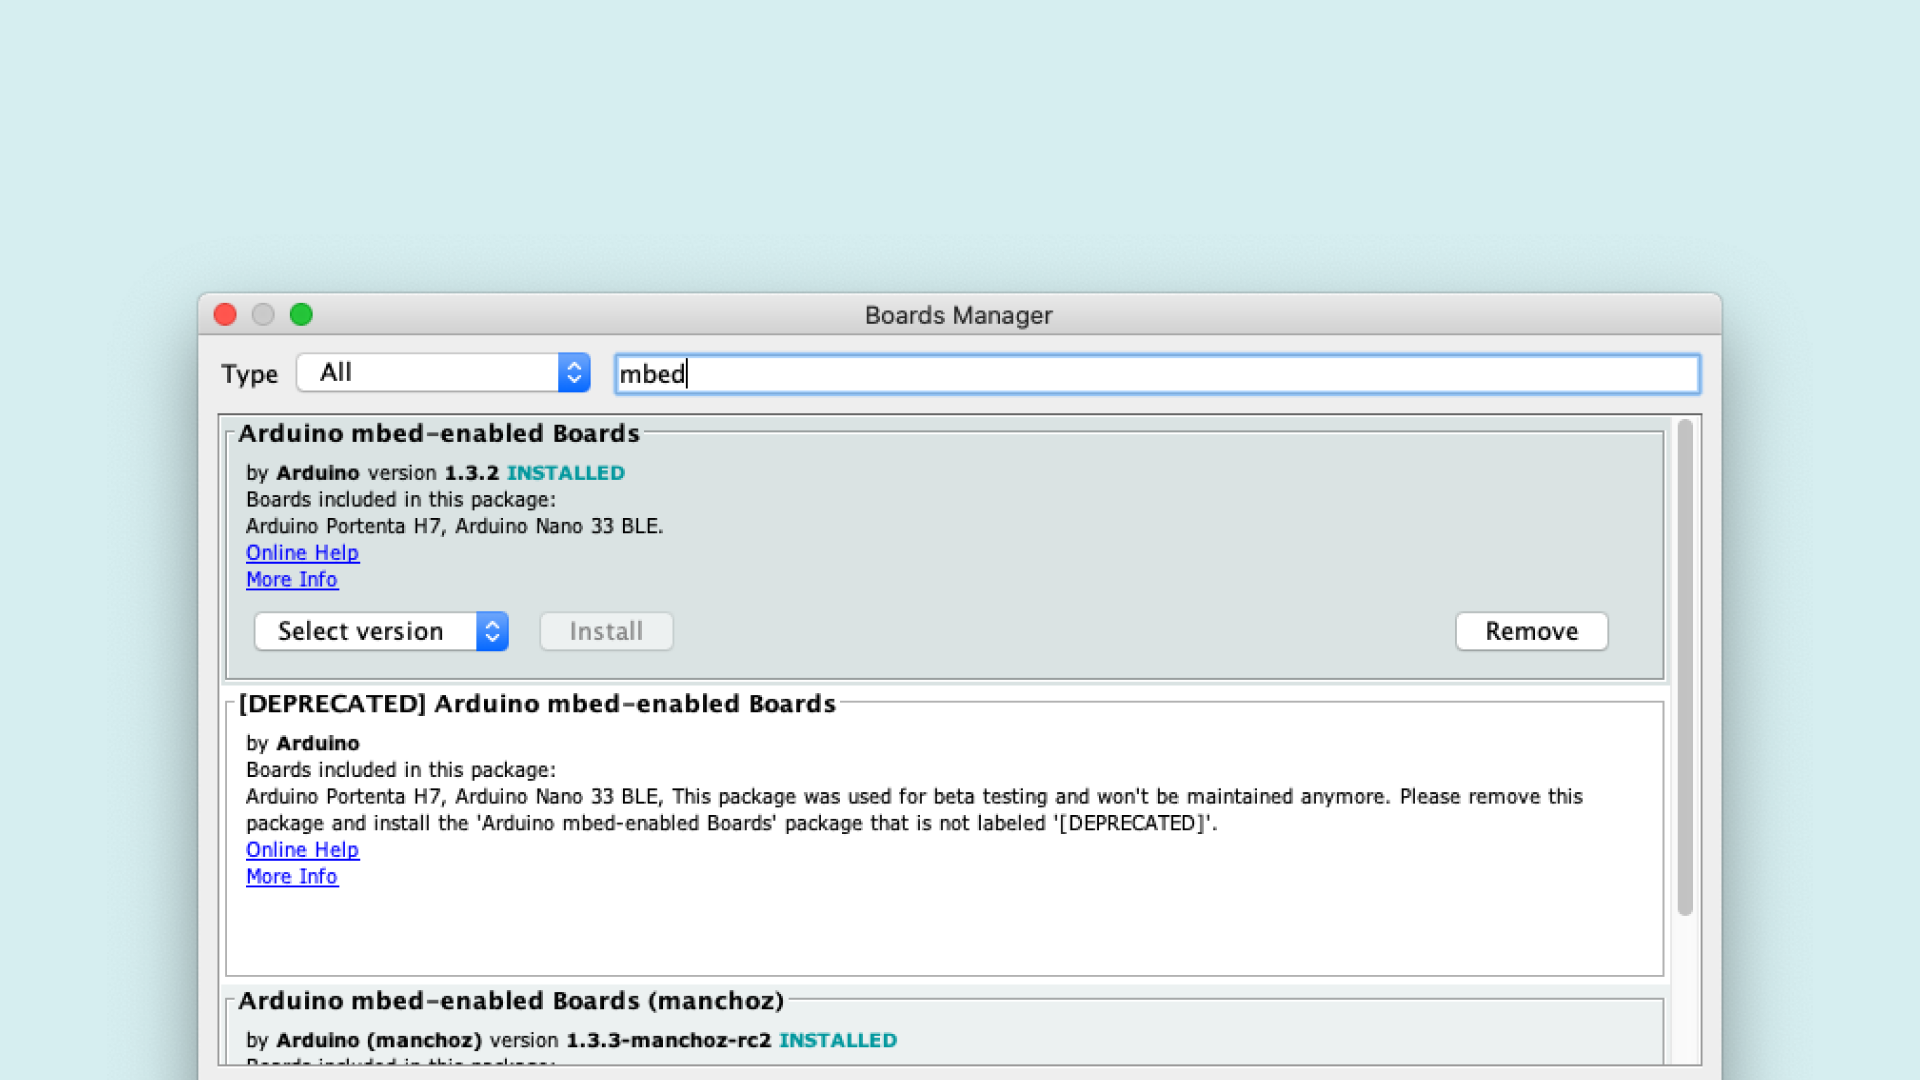 Boards Manager
Type All mbed
Arduino mbed-enabled Boards
by Arduino version 1.3.2 INSTALLED
Boards included in this package:
Arduino Portenta H7, Arduino Nano 33 BLE.
Online Help
More Info
Select version Install Remove
[DEPRECATED] Arduino mbed-enabled Boards
by Arduino
Boards included in this package:
Arduino Portenta H7, Arduino Nano 33 BLE, This package was used for beta testing and won't be maintained anymore. Please remove this
package and install the 'Arduino mbed-enabled Boards' package that is not labeled '[DEPRECATED]'.
Online Help
More Info
Arduino mbed-enabled Boards (manchoz)
by Arduino (manchoz) version 1.3.3-manchoz-rc2 INSTALLED
Boards included in this package: